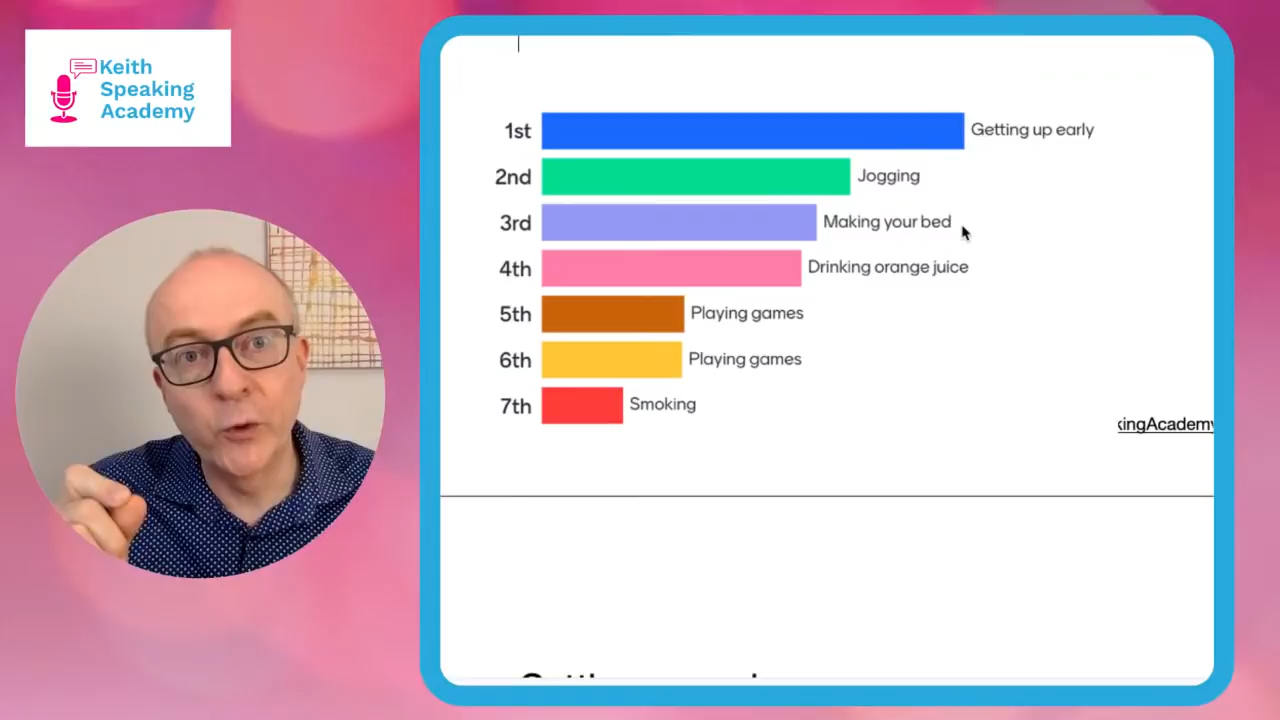 Keith
Speaking
Academy
1st Getting up early
2nd Jogging
3rd Making your bed
4th Drinking orange juice
5th Playing games
6th Playing games
7th Smoking
kingAcademy